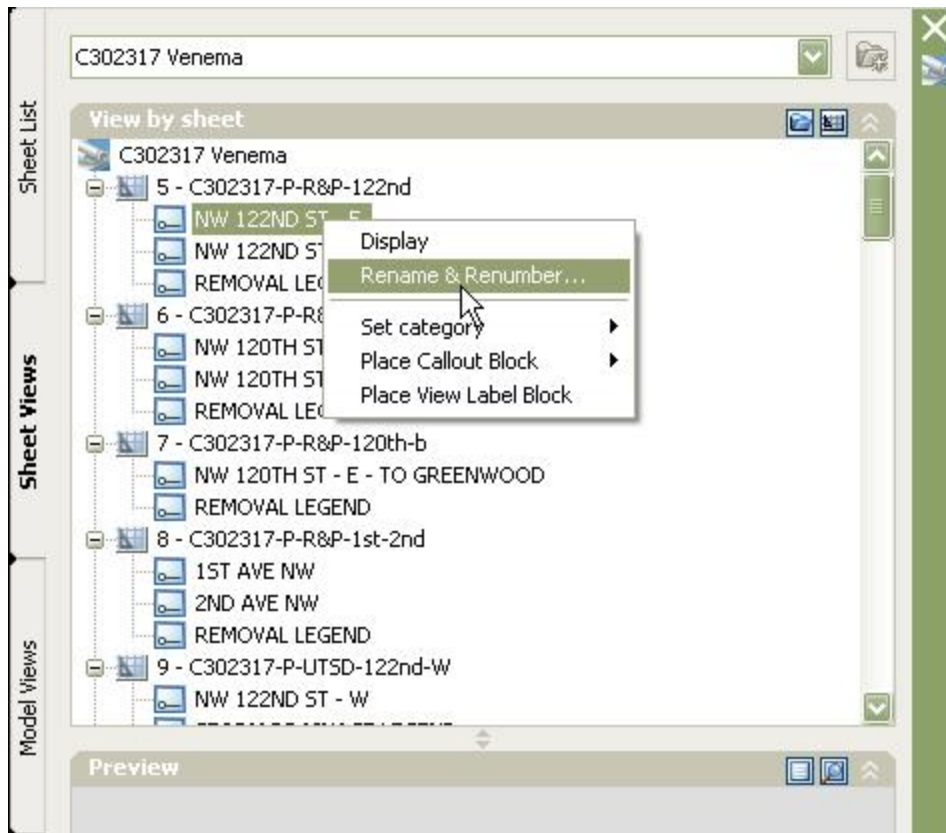 C302317 Venema
Sheet List
View by sheet
C302317 Venema
5 - C302317-P-R&P-122nd
NW 122ND ST - E
NW 122ND ST
REMOVAL LEG
6 - C302317-P-R&
NW 120TH ST
NW 120TH ST
REMOVAL LEG
7 - C302317-P-R&P-120th-b
NW 120TH ST - E - TO GREENWOOD
REMOVAL LEGEND
8 - C302317-P-R&P-1st-2nd
1ST AVE NW
2ND AVE NW
REMOVAL LEGEND
9 - C302317-P-UTSD-122nd-W
NW 122ND ST - W
Display
Rename & Renumber...
Set category
Place Callout Block
Place View Label Block
Sheet Views
Model Views
Preview